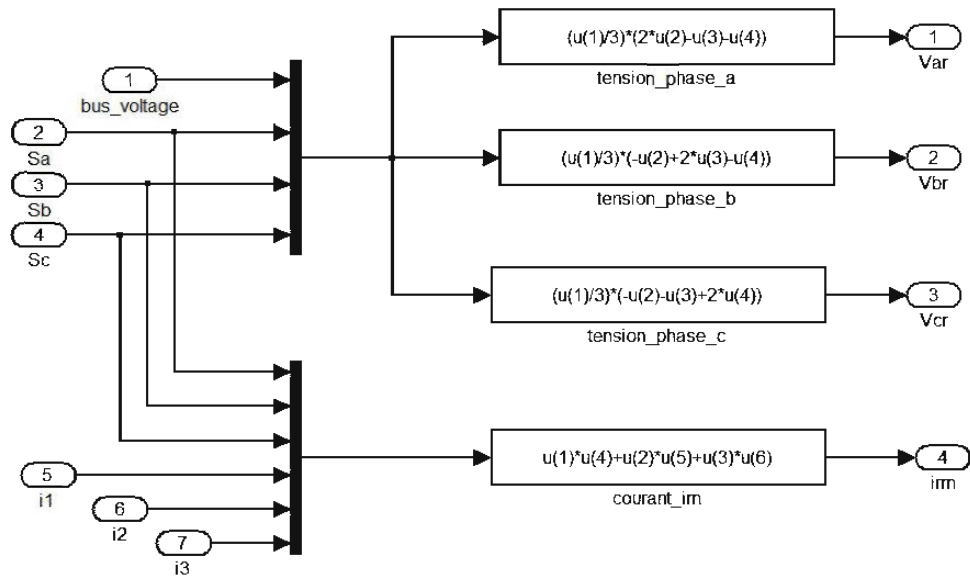 (u(1)/3)*(2*u(2)-u(3)-u(4))
tension_phase_a
1
Var
1
bus_voltage
2
Sa
3
Sb
4
Sc
(u(1)/3)*(-u(2)+2*u(3)-u(4))
tension_phase_b
2
Vbr
(u(1)/3)*(-u(2)-u(3)+2*u(4))
tension_phase_c
3
Vcr
5
i1
6
i2
7
i3
u(1)*u(4)+u(2)*u(5)+u(3)*u(6)
courant_irn
4
irm